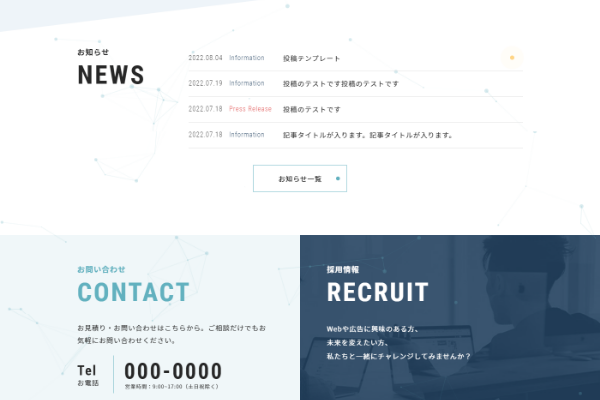 お知らせ
NEWS
2022.08.04 Information 投稿テンプレート
2022.07.19 Information 投稿のテストです投稿のテストです
2022.07.18 Press Release 投稿のテストです
2022.07.18 Information 記事タイトルが入ります。記事タイトルが入ります。
お知らせ一覧
お問い合わせ
CONTACT
お見積り・お問い合わせはこちらから。ご相談だけでもお
気軽にお問い合わせください。
Tel 000-0000
お電話 営業時間：9:00-17:00（土日祝除く）
採用情報
RECRUIT
Webや広告に興味のある方、
未来を変えたい方、
私たちと一緒にチャレンジしてみませんか？